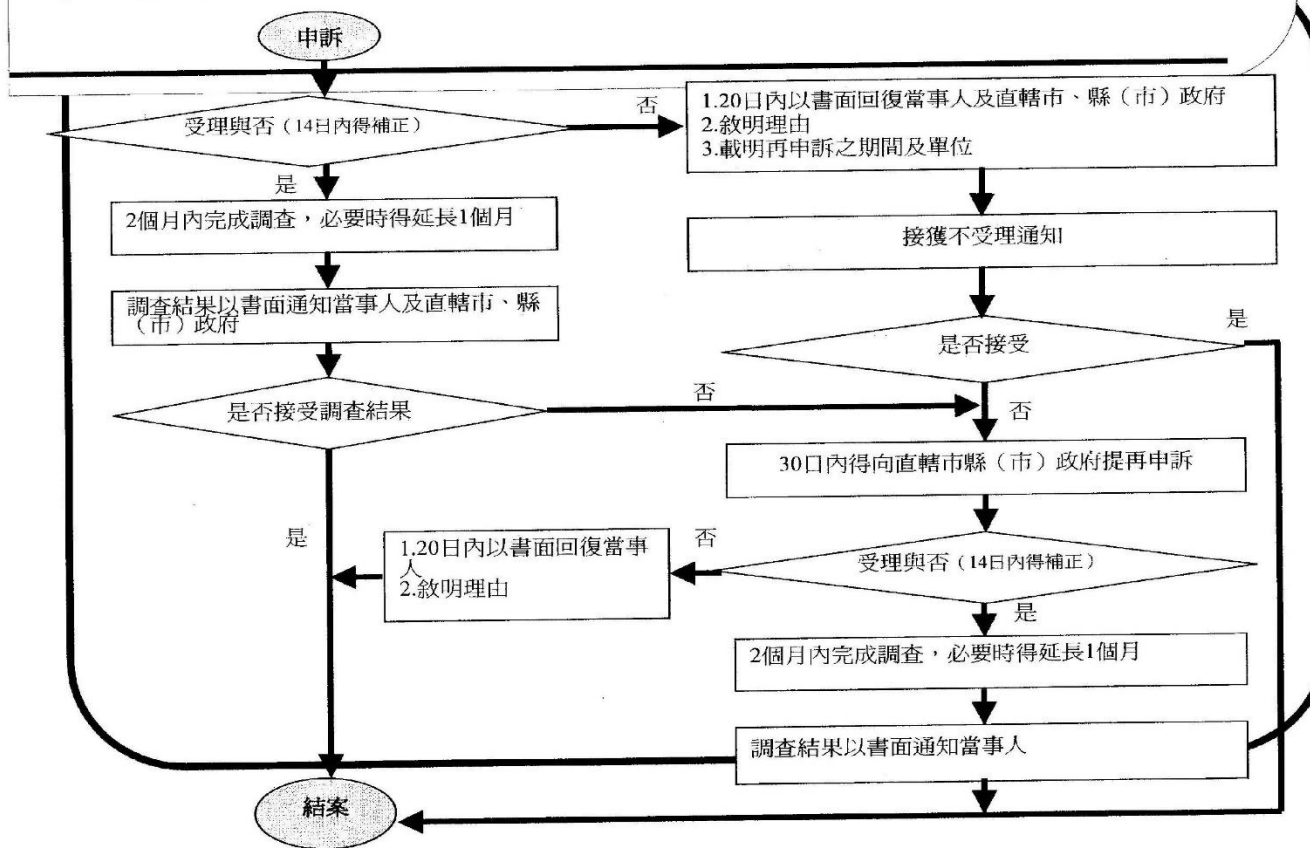 申訴
受理與否（14日內得補正）
否
1.20日內以書面回復當事人及直轄市、縣（市）政府
2.敘明理由
3.載明再申訴之期間及單位
是
2個月內完成調查，必要時得延長1個月
接獲不受理通知
調查結果以書面通知當事人及直轄市、縣
（市）政府
是否接受
是
是否接受調查結果
否
否
30日內得向直轄市縣（市）政府提再申訴
是
1.20日內以書面回復當事
人
2.敘明理由
否
受理與否（14日內得補正）
是
2個月內完成調查，必要時得延長1個月
調查結果以書面通知當事人
結案